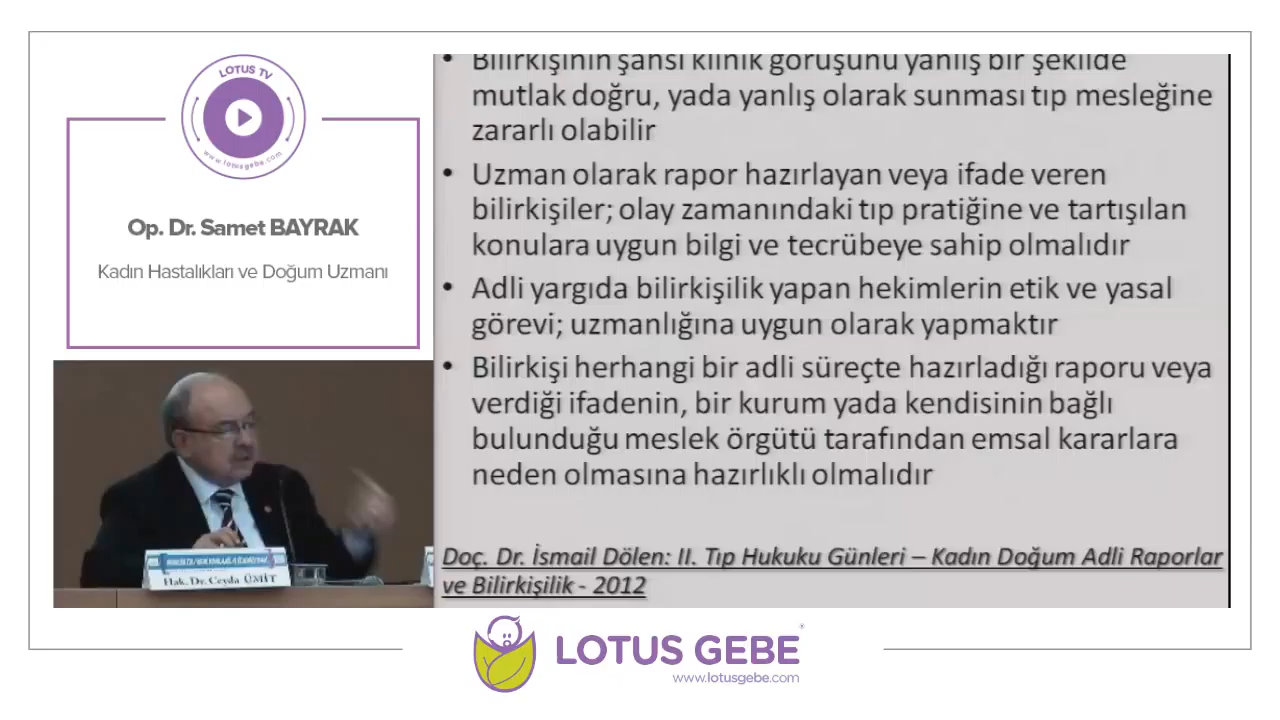 LOTUS TV
www.lotusgebe.com
Op. Dr. Samet BAYRAK
Kadın Hastalıkları ve Doğum Uzmanı
• Bilirkişinin şahsi klinik görüşünü yanlış bir şekilde
mutlak doğru, yada yanlış olarak sunması tıp mesleğine
zararlı olabilir
• Uzman olarak rapor hazırlayan veya ifade veren
bilirkişiler; olay zamanındaki tıp pratiğine ve tartışılan
konulara uygun bilgi ve tecrübeye sahip olmalıdır
• Adli yargıda bilirkişilik yapan hekimlerin etik ve yasal
görevi; uzmanlığına uygun olarak yapmaktır
• Bilirkişi herhangi bir adli süreçte hazırladığı raporu veya
verdiği ifadenin, bir kurum yada kendisinin bağlı
bulunduğu meslek örgütü tarafından emsal kararlara
neden olmasına hazırlıklı olmalıdır
Doç. Dr. İsmail Dölen: II. Tıp Hukuku Günleri – Kadın Doğum Adli Raporlar
ve Bilirkişilik - 2012
Hak. Dr. Ceyda ÜMİT
LOTUS GEBE®
www.lotusgebe.com